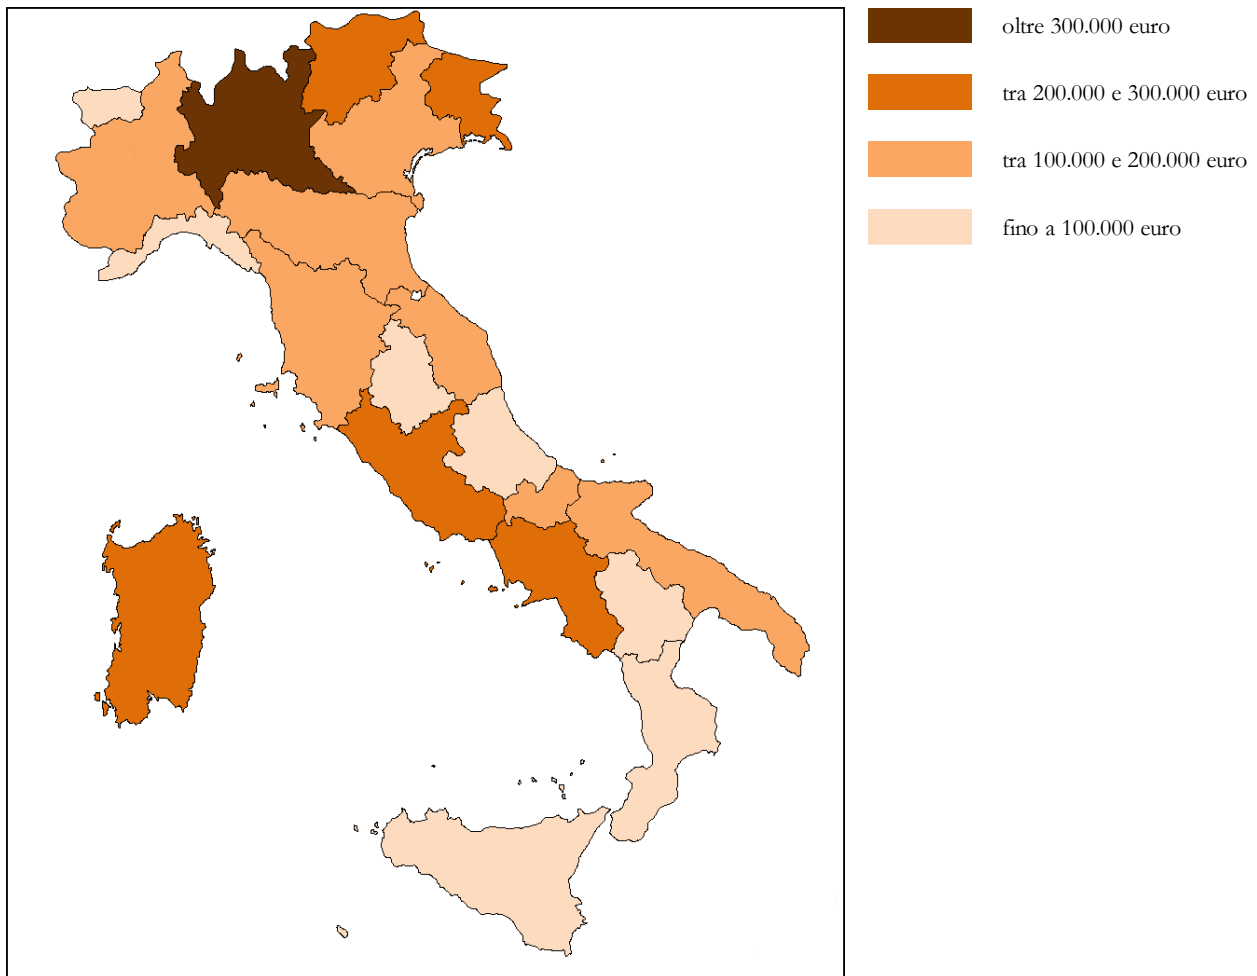 oltre 300.000 euro
tra 200.000 e 300.000 euro
tra 100.000 e 200.000 euro
fino a 100.000 euro